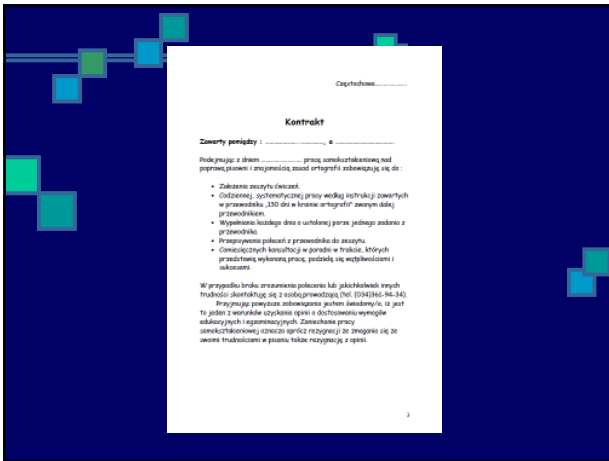 Częstochowa..................
Kontrakt
Zawarty pomiędzy : ..............................., a ..............................
Podejmując z dniem ...................... pracę samokształceniową nad
poprawą pisowni i znajomością zasad ortografii zobowiązuję się do :
• Założenia zeszytu ćwiczeń.
• Codziennej, systematycznej pracy według instrukcji zawartych
w przewodniku „130 dni w krainie ortografii” zwanym dalej
przewodnikiem.
• Wypełniania każdego dnia o ustalonej porze jednego zadania z
przewodnika.
• Przepisywania poleceń z przewodnika do zeszytu.
• Comiesięcznych konsultacji w poradni w trakcie, których
przedstawię wykonaną pracę, podzielę się wątpliwościami i
sukcesami.
W przypadku braku zrozumienia polecenia lub jakichkolwiek innych
trudności skontaktuję się z osobą prowadzącą (tel. (034)361-94-34).
Przyjmując powyższe zobowiązanie jestem świadomy/a, iż jest
to jeden z warunków uzyskania opinii o dostosowaniu wymogów
edukacyjnych i egzaminacyjnych. Zaniechanie pracy
samokształceniowej oznacza oprócz rezygnacji ze zmagania się ze
swoimi trudnościami w pisaniu także rezygnację z opinii.